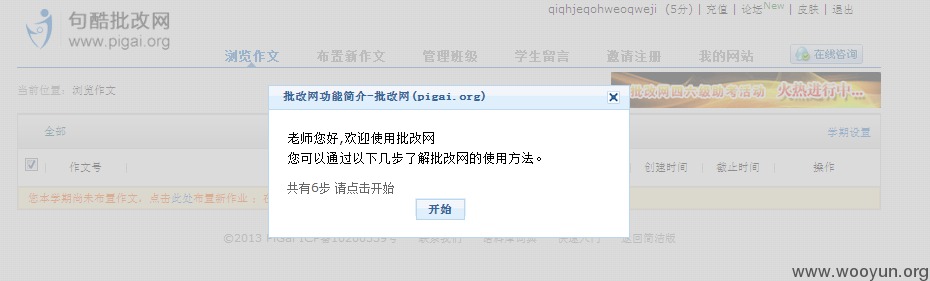 句酷批改网
www.pigai.org
qiqhjeqohweoqweji (5分) | 充值 | 论坛New | 皮肤 | 退出
浏览作文 布置新作文 管理班级 学生留言 邀请注册 我的网站 在线咨询
当前位置: 浏览作文
批改网四六级助考活动 火热进行中...
批改网功能简介-批改网(pigai.org)
老师您好,欢迎使用批改网
您可以通过以下几步了解批改网的使用方法。
共有6步 请点击开始
开始
全部 学期设置
作文号 创建时间 截止时间 操作
您本学期尚未布置作文,点击此处布置新作业:
©2013 PiGai ICP备10206559号 联系我们 语料库词典 快速入门 返回简洁版
www.wooyun.org